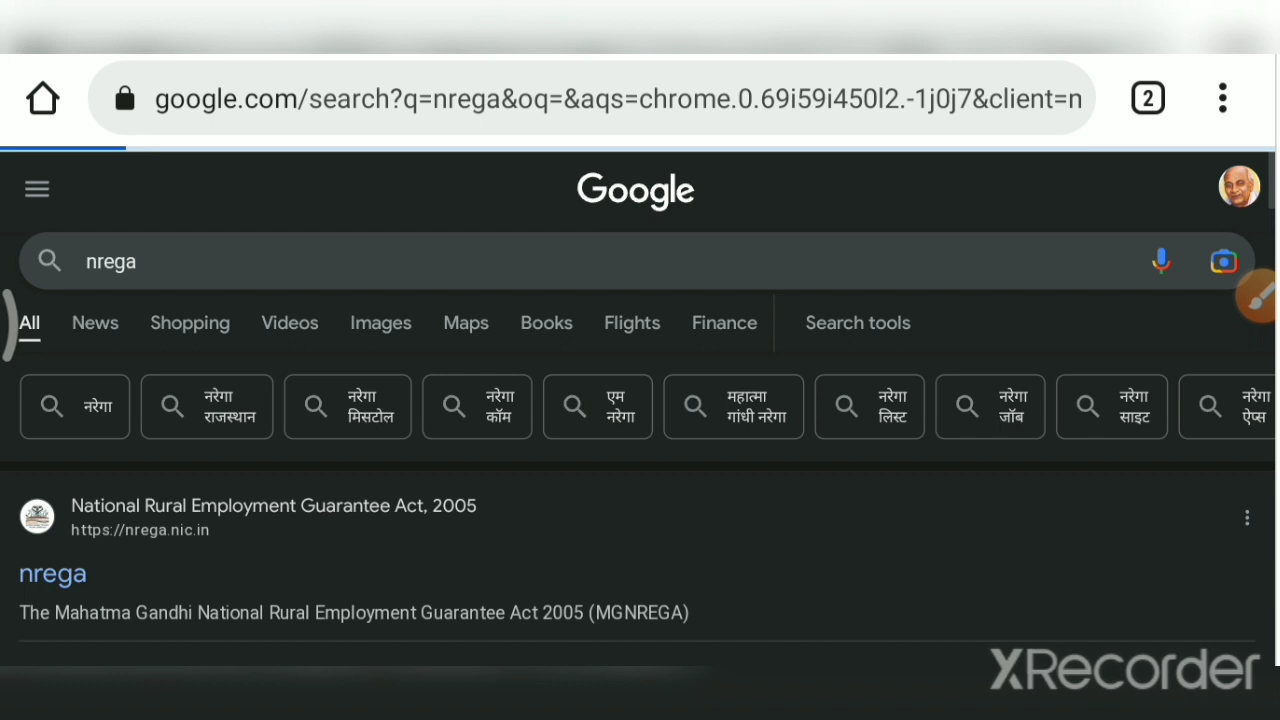 google.com/search?q=nrega&oq=&aqs=chrome.0.69i59i450l2.-1j0j7&client=n
2
Google
nrega
All News Shopping Videos Images Maps Books Flights Finance Search tools
नरेगा
नरेगा
राजस्थान
नरेगा
मिसटोल
नरेगा
कॉम
एम
नरेगा
महात्मा
गांधी नरेगा
नरेगा
लिस्ट
नरेगा
जॉब
नरेगा
साइट
नरेगा
ऐप्स
National Rural Employment Guarantee Act, 2005
https://nrega.nic.in
nrega
The Mahatma Gandhi National Rural Employment Guarantee Act 2005 (MGNREGA)
XRecorder